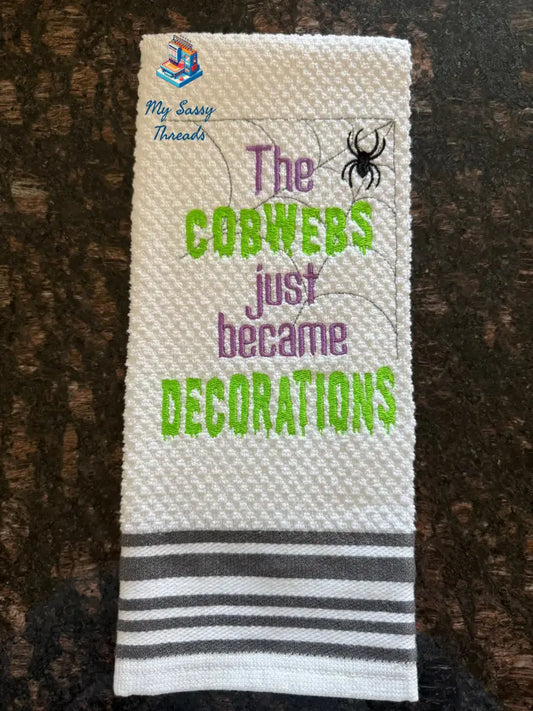 My Sassy
Threads
The
COBWEBS
just
became
DECORATIONS